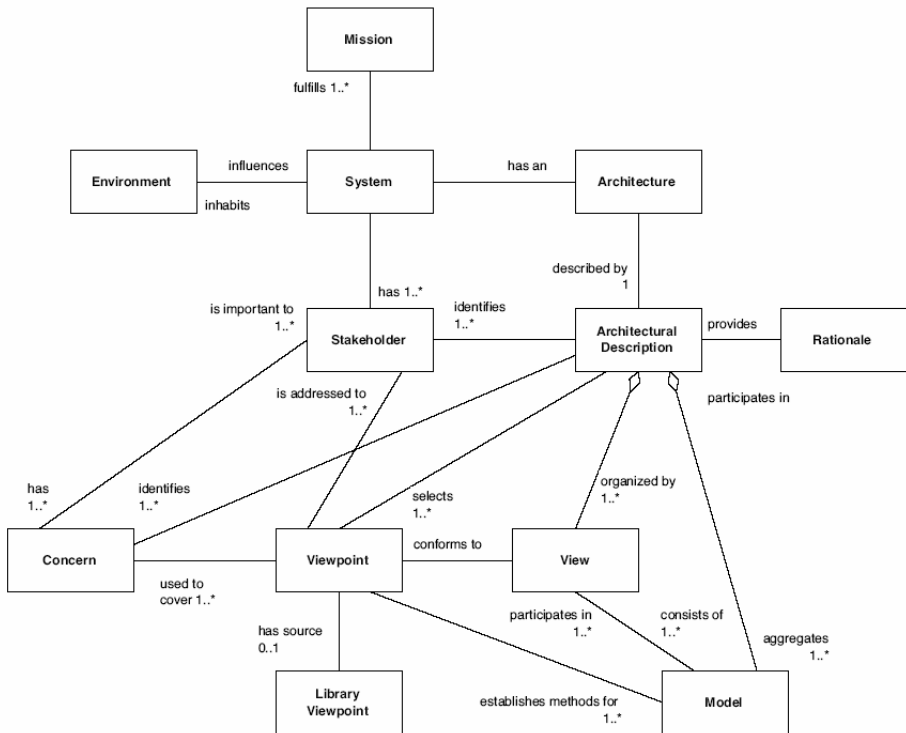 Mission
fulfills 1..*
Environment
influences
inhabits
System
has an
Architecture
has 1..*
described by
1
is important to
1..*
Stakeholder
identifies
1..*
Architectural
Description
provides
Rationale
is addressed to
1..*
participates in
has
1..*
identifies
1..*
selects
1..*
organized by
1..*
Concern
used to
cover 1..*
Viewpoint
conforms to
View
has source
0..1
participates in
1..*
consists of
1..*
aggregates
1..*
Library
Viewpoint
establishes methods for
1..*
Model